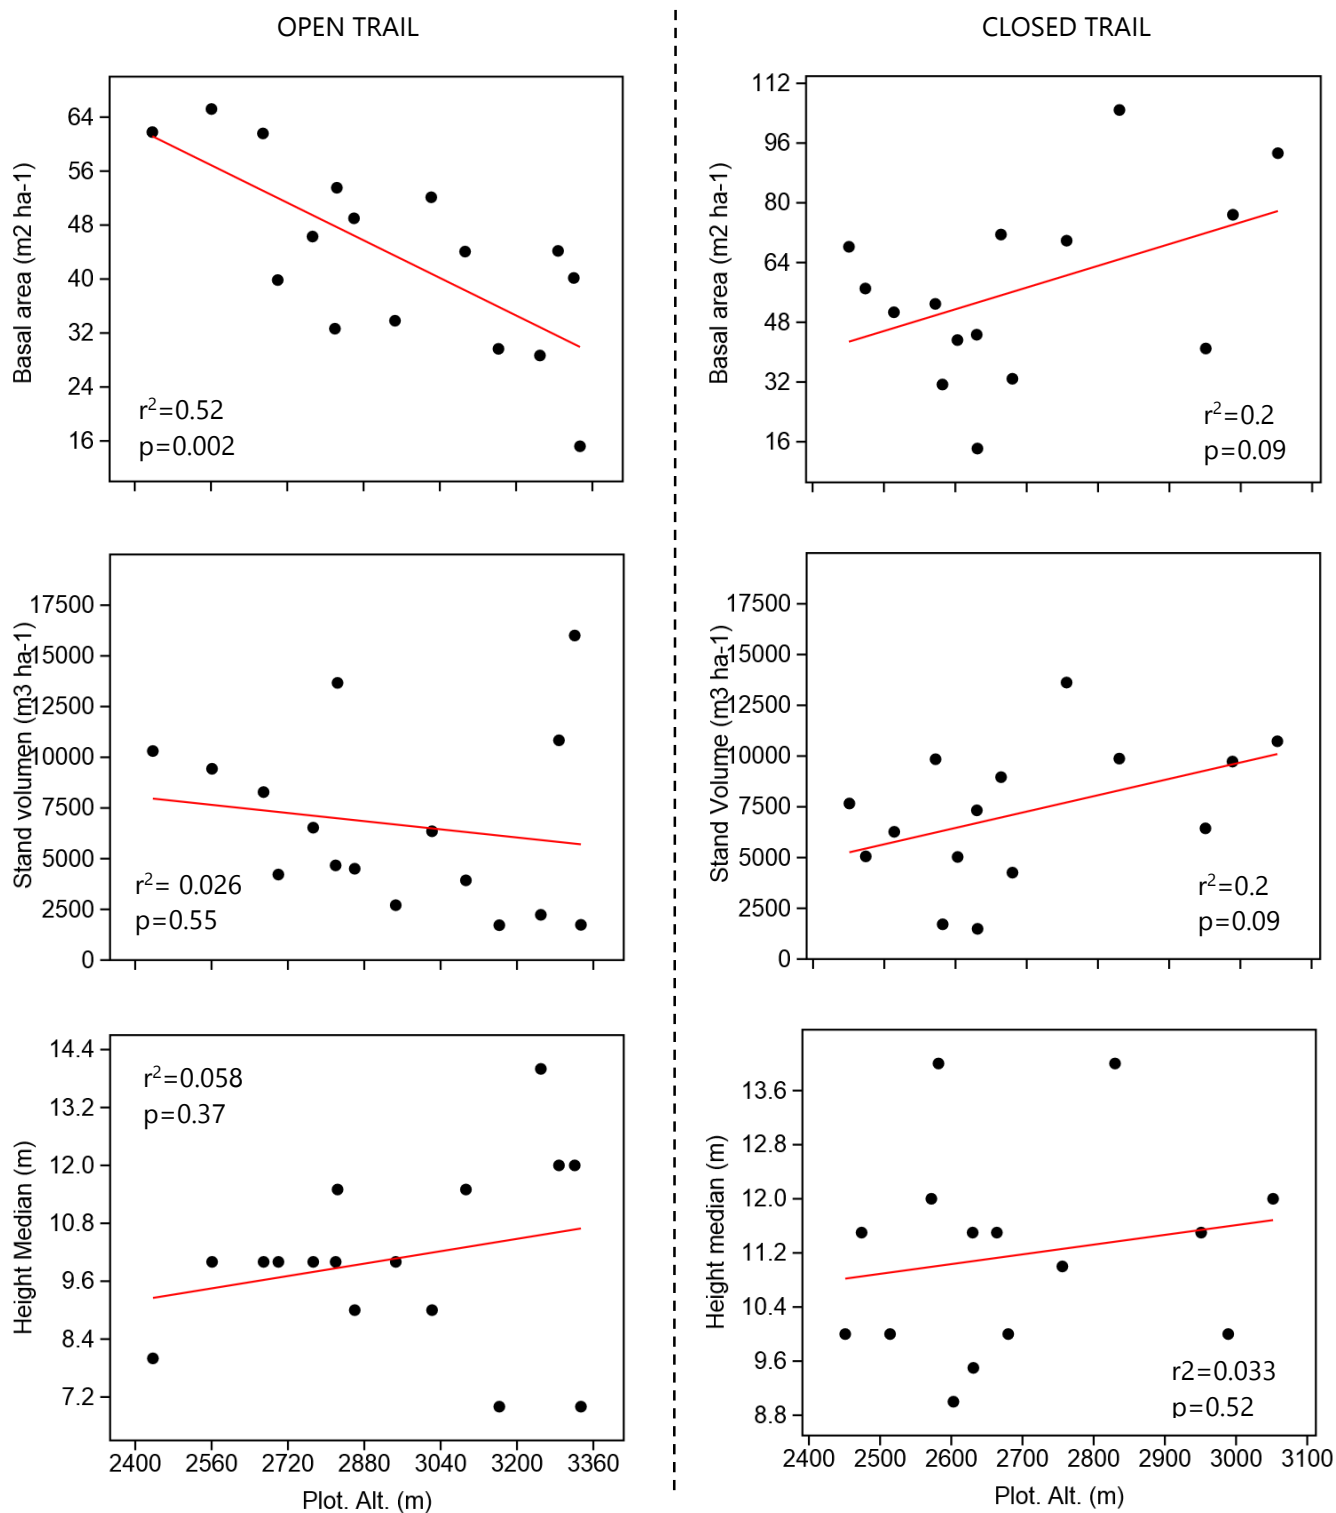 OPEN TRAIL
CLOSED TRAIL
Basal area (m2 ha-1)
64
56
48
40
32
24
16
r²=0.52
p=0.002
Basal area (m2 ha-1)
112
96
80
64
48
32
16
r²=0.2
p=0.09
Stand volumen (m3 ha-1)
17500
15000
12500
10000
7500
5000
2500
0
r²= 0.026
p=0.55
Stand Volume (m3 ha-1)
17500
15000
12500
10000
7500
5000
2500
0
r²=0.2
p=0.09
Height Median (m)
14.4
13.2
12.0
10.8
9.6
8.4
7.2
r²=0.058
p=0.37
2400 2560 2720 2880 3040 3200 3360
Plot. Alt. (m)
Height median (m)
13.6
12.8
12.0
11.2
10.4
9.6
8.8
r2=0.033
p=0.52
2400 2500 2600 2700 2800 2900 3000 3100
Plot. Alt. (m)